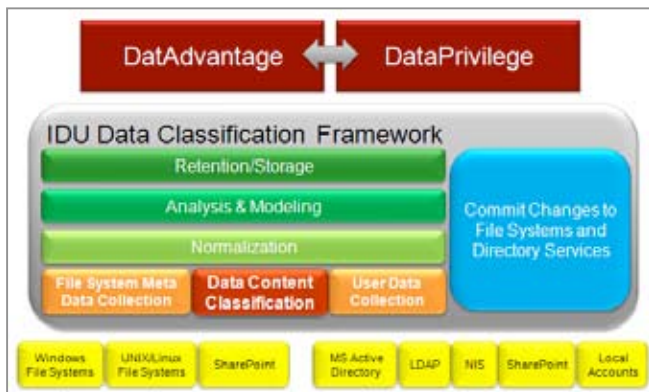 DatAdvantage
DataPrivilege
IDU Data Classification Framework
Retention/Storage
Analysis & Modeling
Normalization
File System Meta
Data Collection
Data Content
Classification
User Data
Collection
Commit Changes to
File Systems and
Directory Services
Windows
File Systems
UNIX/Linux
File Systems
SharePoint
MS Active
Directory
LDAP
NIS
SharePoint
Local
Accounts